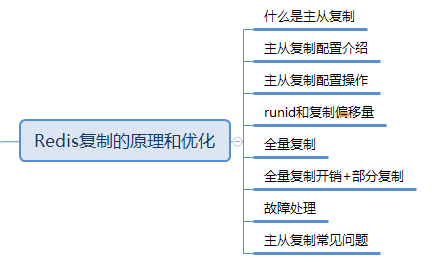 什么是主从复制
主从复制配置介绍
主从复制配置操作
runid和复制偏移量
Redis复制的原理和优化
全量复制
全量复制开销+部分复制
故障处理
主从复制常见问题